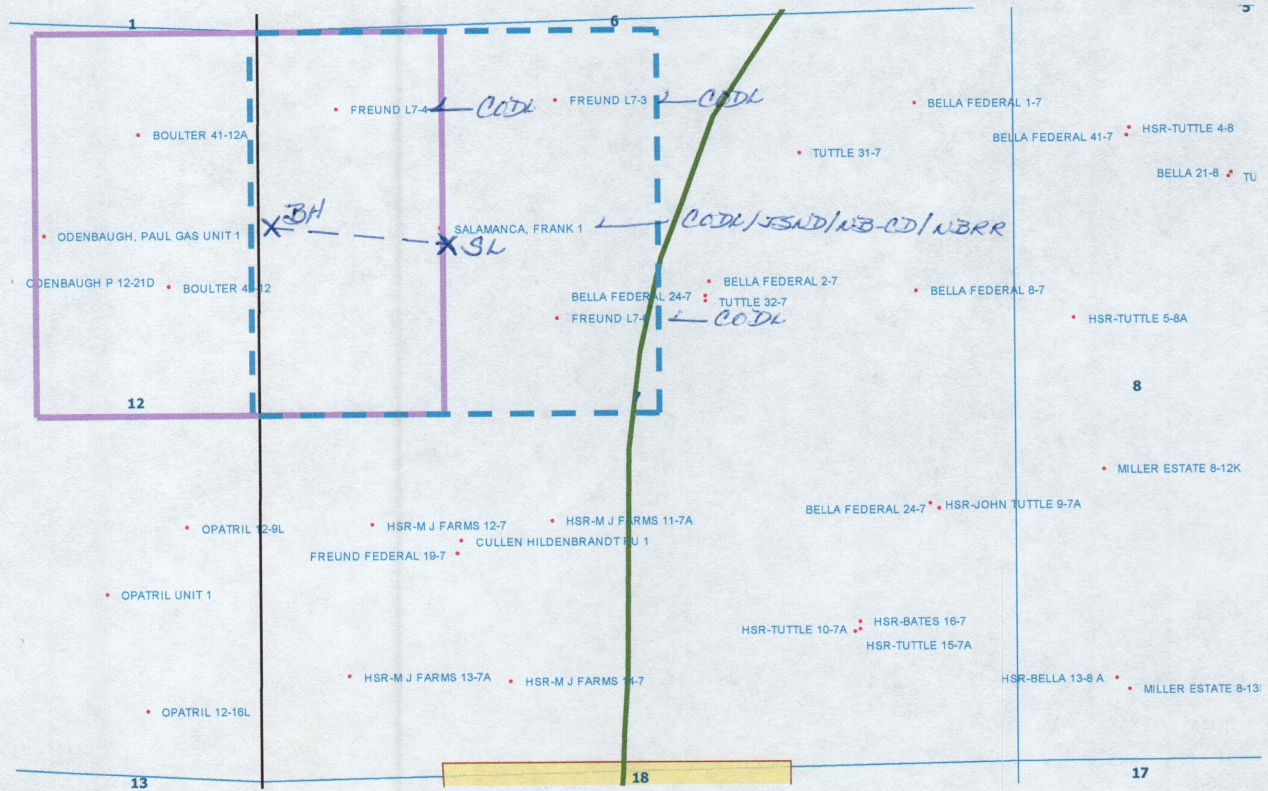 1
6
5
FREUND L7-4
CODL
FREUND L7-3
CODL
BELLA FEDERAL 1-7
BOULTER 41-12A
HSR-TUTTLE 4-8
BELLA FEDERAL 41-7
TUTTLE 31-7
BELLA 21-8
TU
BH
SALAMANCA, FRANK 1
CODL/JSND/NB-CD/NBRR
ODENBAUGH, PAUL GAS UNIT 1
SL
ODENBAUGH P 12-21D
BOULTER
BELLA FEDERAL 2-7
BELLA FEDERAL 24-7
TUTTLE 32-7
BELLA FEDERAL 8-7
FREUND
CODL
HSR-TUTTLE 5-8A
8
12
7
MILLER ESTATE 8-12K
BELLA FEDERAL 24-7
HSR-JOHN TUTTLE 9-7A
OPATRIL 12-9L
HSR-M J FARMS 12-7
HSR-M J FARMS 11-7A
CULLEN HILDENBRANDT PU 1
FREUND FEDERAL 19-7
OPATRIL UNIT 1
HSR-TUTTLE 10-7A
HSR-BATES 16-7
HSR-TUTTLE 15-7A
HSR-M J FARMS 13-7A
HSR-M J FARMS 14-7
HSR-BELLA 13-8 A
MILLER ESTATE 8-13
OPATRIL 12-16L
13
18
17